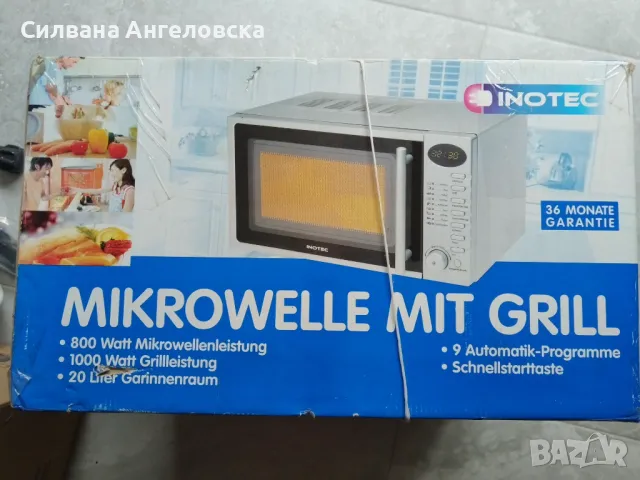 Силвана Ангеловска
INOTEC
36 MONATE
GARANTIE
INOTEC
MIKROWELLE MIT GRILL
• 800 Watt Mikrowellenleistung
• 1000 Watt Grillleistung
• 20 Liter Garinnenraum
• 9 Automatik-Programme
• Schnellstarttaste
BAZAR